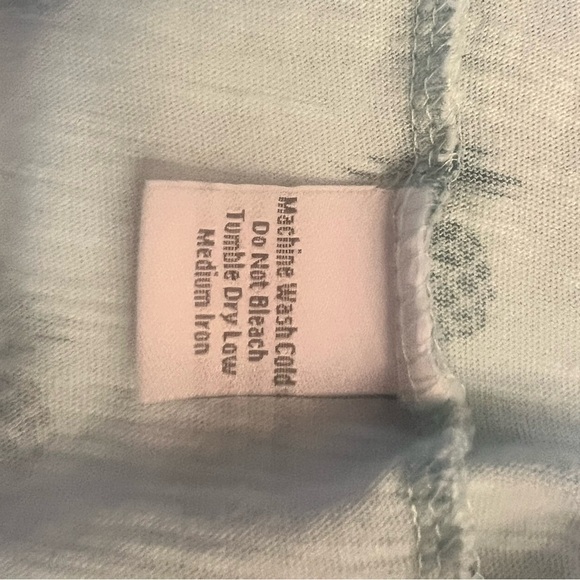 Machine Wash Cold
Do Not Bleach
Tumble Dry Low
Medium Iron